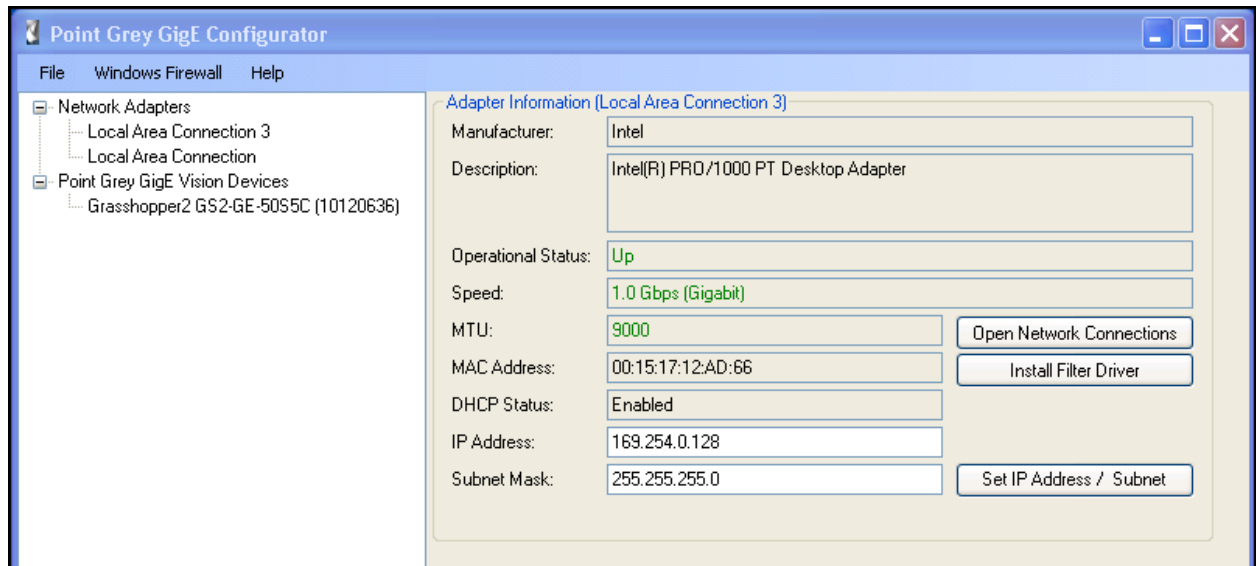 Point Grey GigE Configurator
File Windows Firewall Help
Network Adapters
Local Area Connection 3
Local Area Connection
Point Grey GigE Vision Devices
Grasshopper2 GS2-GE-50S5C (10120636)
Adapter Information (Local Area Connection 3)
Manufacturer: Intel
Description: Intel(R) PRO/1000 PT Desktop Adapter
Operational Status: Up
Speed: 1.0 Gbps (Gigabit)
MTU: 9000 Open Network Connections
MAC Address: 00:15:17:12:AD:66 Install Filter Driver
DHCP Status: Enabled
IP Address: 169.254.0.128
Subnet Mask: 255.255.255.0 Set IP Address / Subnet